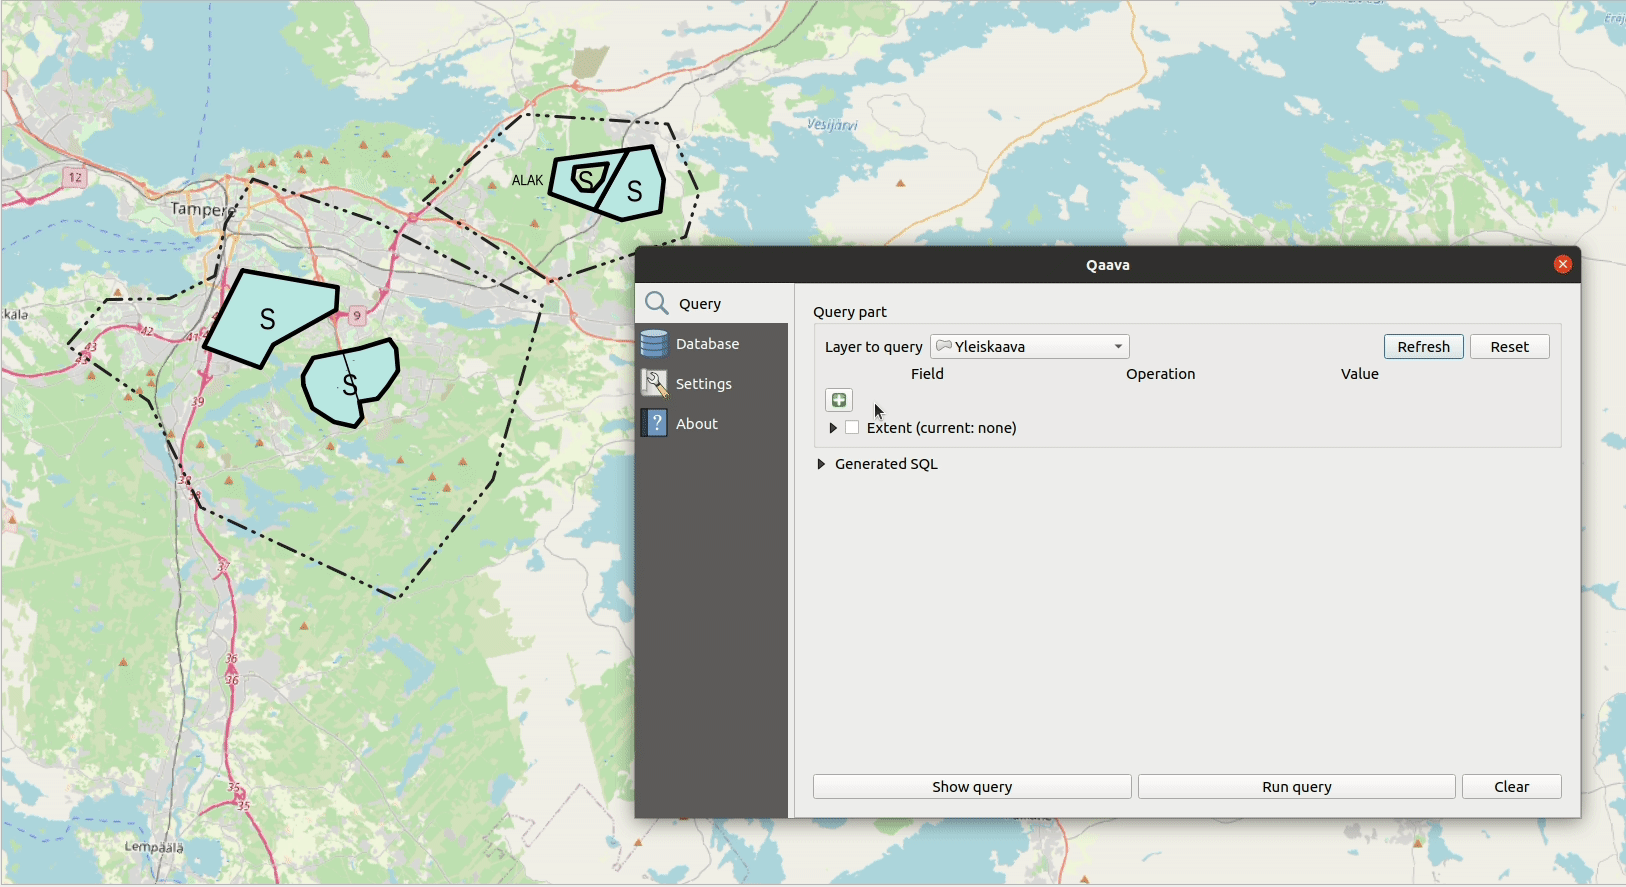 12
Tampere
ALAK
S
S
Vesijärvi
kälä
42
41
43
9
S
S
39
38
37
36
36
35
35
Lempäälä
Qaava
Query
Database
Settings
About
Query part
Layer to query Yleiskaava Refresh Reset
Field Operation Value
Extent (current: none)
Generated SQL
Show query Run query Clear